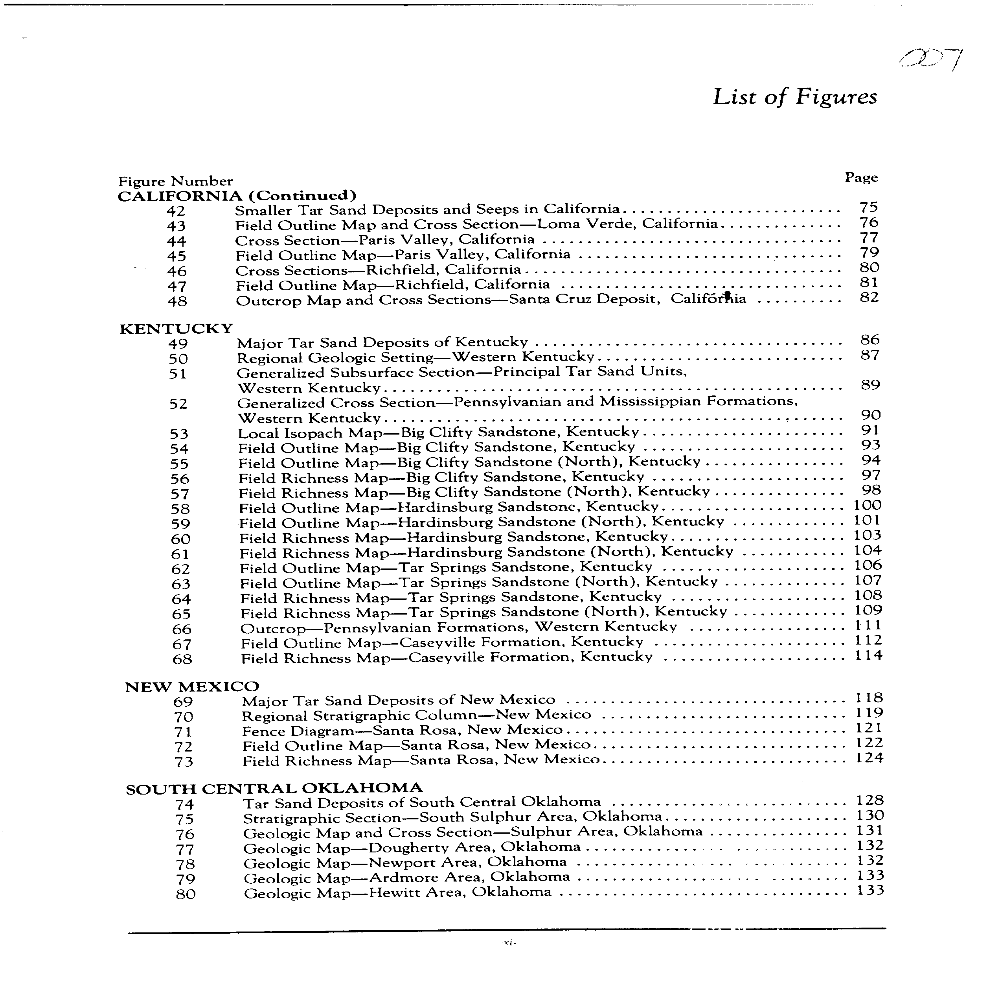 007
List of Figures
Figure Number Page
CALIFORNIA (Continued)
42 Smaller Tar Sand Deposits and Seeps in California........................ 75
43 Field Outline Map and Cross Section—Loma Verde, California.............. 76
44 Cross Section—Paris Valley, California ................................. 77
45 Field Outline Map—Paris Valley, California ............................. 79
46 Cross Sections—Richfield, California................................... 80
47 Field Outline Map—Richfield, California ............................... 81
48 Outcrop Map and Cross Sections—Santa Cruz Deposit, California .......... 82
KENTUCKY
49 Major Tar Sand Deposits of Kentucky .................................. 86
50 Regional Geologic Setting—Western Kentucky........................... 87
51 Generalized Subsurface Section—Principal Tar Sand Units,
Western Kentucky................................................... 89
52 Generalized Cross Section—Pennsylvanian and Mississippian Formations,
Western Kentucky................................................... 90
53 Local Isopach Map—Big Clifty Sandstone, Kentucky...................... 91
54 Field Outline Map—Big Clifty Sandstone, Kentucky ...................... 93
55 Field Outline Map—Big Clifty Sandstone (North), Kentucky............... 94
56 Field Richness Map—Big Clifty Sandstone, Kentucky ..................... 97
57 Field Richness Map—Big Clifty Sandstone (North), Kentucky.............. 98
58 Field Outline Map—Hardinsburg Sandstone, Kentucky.................... 100
59 Field Outline Map—Hardinsburg Sandstone (North), Kentucky ............ 101
60 Field Richness Map—Hardinsburg Sandstone, Kentucky................... 103
61 Field Richness Map—Hardinsburg Sandstone (North), Kentucky ........... 104
62 Field Outline Map—Tar Springs Sandstone, Kentucky .................... 106
63 Field Outline Map—Tar Springs Sandstone (North), Kentucky ............. 107
64 Field Richness Map—Tar Springs Sandstone, Kentucky ................... 108
65 Field Richness Map—Tar Springs Sandstone (North), Kentucky ............ 109
66 Outcrop—Pennsylvanian Formations, Western Kentucky ................. 111
67 Field Outline Map—Caseyville Formation, Kentucky ..................... 112
68 Field Richness Map—Caseyville Formation, Kentucky .................... 114
NEW MEXICO
69 Major Tar Sand Deposits of New Mexico ............................... 118
70 Regional Stratigraphic Column—New Mexico ........................... 119
71 Fence Diagram—Santa Rosa, New Mexico............................... 121
72 Field Outline Map—Santa Rosa, New Mexico............................ 122
73 Field Richness Map—Santa Rosa, New Mexico........................... 124
SOUTH CENTRAL OKLAHOMA
74 Tar Sand Deposits of South Central Oklahoma .......................... 128
75 Stratigraphic Section—South Sulphur Area, Oklahoma.................... 130
76 Geologic Map and Cross Section—Sulphur Area, Oklahoma ............... 131
77 Geologic Map—Dougherty Area, Oklahoma............................. 132
78 Geologic Map—Newport Area, Oklahoma .............................. 132
79 Geologic Map—Ardmore Area, Oklahoma .............................. 133
80 Geologic Map—Hewitt Area, Oklahoma ................................ 133
xi-